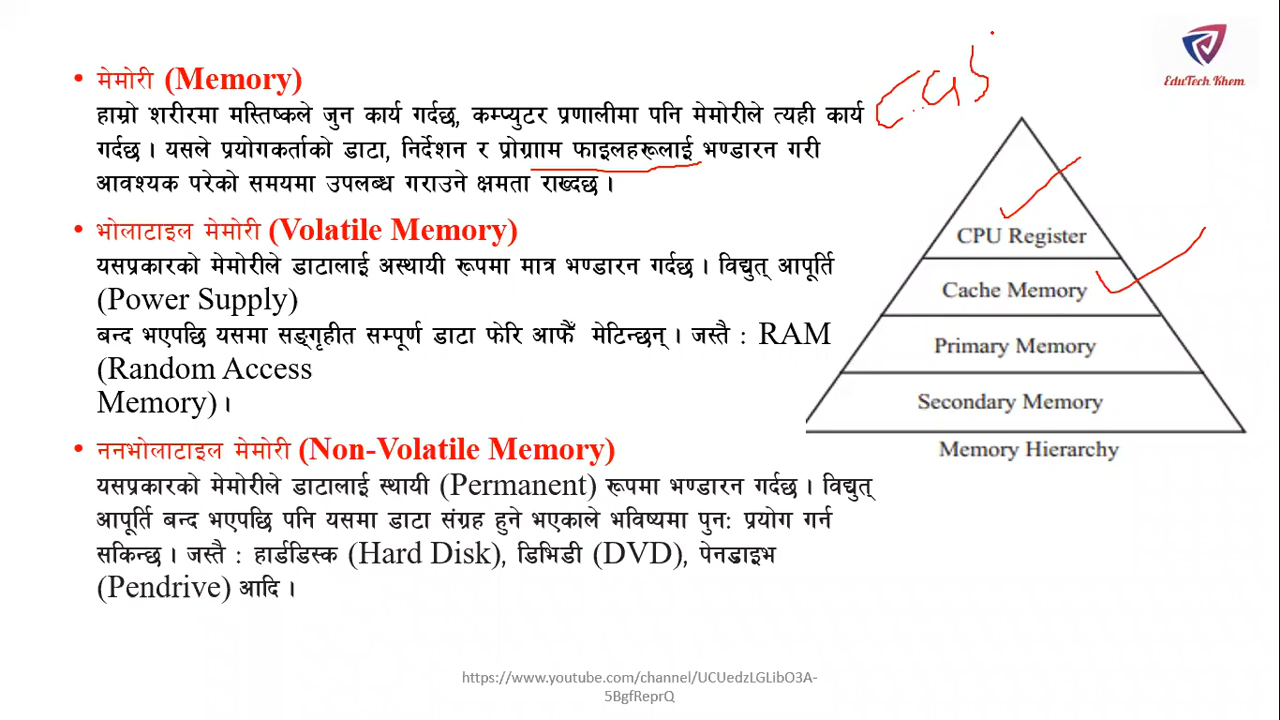 मेमोरी (Memory)
हाम्रो शरीरमा मस्तिष्कले जुन कार्य गर्दछ, कम्प्युटर प्रणालीमा पनि मेमोरीले त्यही कार्य
गर्दछ । यसले प्रयोगकर्ताको डाटा, निर्देशन र प्रोग्रााम फाइलहरूलाई भण्डारन गरी
आवश्यक परेको समयमा उपलब्ध गराउने क्षमता राख्दछ ।
भोलाटाइल मेमोरी (Volatile Memory)
यसप्रकारको मेमोरीले डाटालाई अस्थायी रूपमा मात्र भण्डारन गर्दछ । विद्युत् आपूर्ति
(Power Supply)
बन्द भएपछि यसमा सङ्गृहीत सम्पूर्ण डाटा फेरि आफैँ मेटिन्छन् । जस्तै : RAM
(Random Access
Memory) ।
ननभोलाटाइल मेमोरी (Non-Volatile Memory)
यसप्रकारको मेमोरीले डाटालाई स्थायी (Permanent) रूपमा भण्डारन गर्दछ । विद्युत्
आपूर्ति बन्द भएपछि पनि यसमा डाटा संग्रह हुने भएकाले भविष्यमा पुन: प्रयोग गर्न
सकिन्छ । जस्तै : हार्डडिस्क (Hard Disk), डिभिडी (DVD), पेनड्राइभ
(Pendrive) आदि ।
EduTech Khem
CPU Register
Cache Memory
Primary Memory
Secondary Memory
Memory Hierarchy
https://www.youtube.com/channel/UCUedzLGLibO3A-
5BgfReprQ